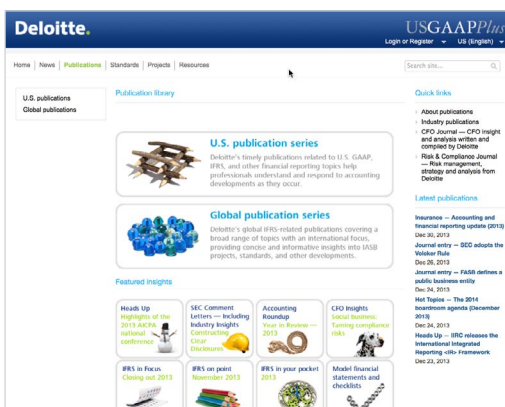 Deloitte.
USGAAPPlus
Login or Register US (English)
Home News Publications Standards Projects Resources
Search site...
U.S. publications
Global publications
Publication library
U.S. publication series
Deloitte's timely publications related to U.S. GAAP,
IFRS, and other financial reporting topics help
professionals understand and respond to accounting
developments as they occur.
Global publication series
Deloitte's global IFRS-related publications covering a
broad range of topics with an international focus,
providing concise and informative insights into IASB
projects, standards, and other developments.
Featured insights
Heads Up
Highlights of the
2013 AICPA
national
conference
SEC Comment
Letters — Including
Industry Insights
Constructing
Clear
Disclosures
Accounting
Roundup
Year in Review —
2013
CFO Insights
Social business:
Taming compliance
risks
IFRS in Focus
Closing out 2013
IFRS on point
November 2013
IFRS in your pocket
2013
Model financial
statements and
checklists
Quick links
About publications
Industry publications
CFO Journal — CFO insight
and analysis written and
compiled by Deloitte
Risk & Compliance Journal
— Risk management,
strategy and analysis from
Deloitte
Latest publications
Insurance — Accounting and
financial reporting update (2013)
Dec 30, 2013
Journal entry — SEC adopts the
Volcker Rule
Dec 26, 2013
Journal entry — FASB defines a
public business entity
Dec 24, 2013
Hot Topics — The 2014
boardroom agenda (December
2013)
Dec 24, 2013
Heads Up — IIRC releases the
International Integrated
Reporting <IR> Framework
Dec 23, 2013